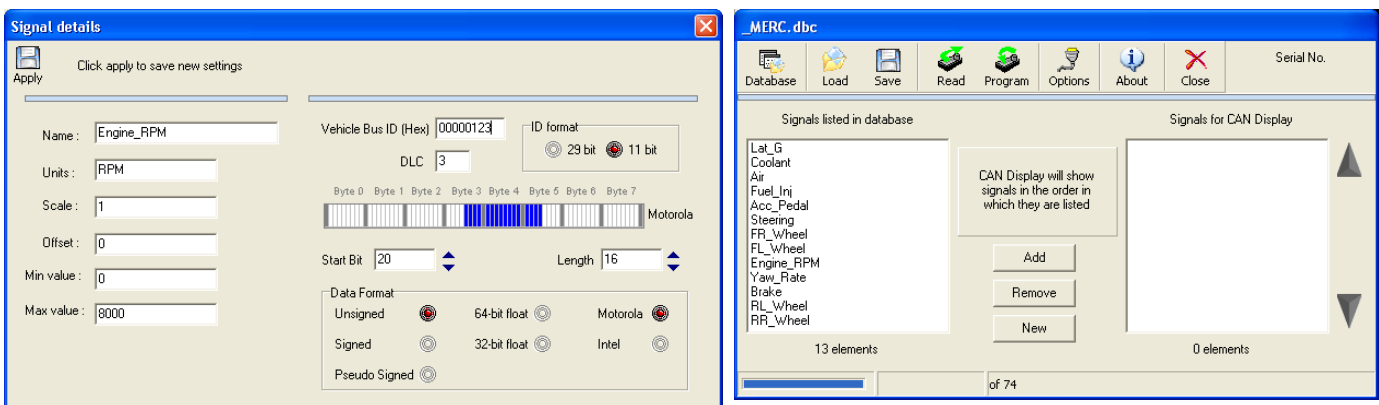 Signal details
Apply
Click apply to save new settings
Name : Engine_RPM
Units : RPM
Scale : 1
Offset : 0
Min value : 0
Max value : 8000
Vehicle Bus ID (Hex) 00000123
DLC 3
ID format
29 bit 11 bit
Byte 0 Byte 1 Byte 2 Byte 3 Byte 4 Byte 5 Byte 6 Byte 7
Motorola
Start Bit 20 Length 16
Data Format
Unsigned 64-bit float Motorola
Signed 32-bit float Intel
Pseudo Signed
_MERC.dbc
Database Load Save Read Program Options About Close
Serial No.
Signals listed in database
Lat_G
Coolant
Air
Fuel_Inj
Acc_Pedal
Steering
FR_Wheel
FL_Wheel
Engine_RPM
Yaw_Rate
Brake
RL_Wheel
RR_Wheel
13 elements
CAN Display will show
signals in the order in
which they are listed
Add
Remove
New
Signals for CAN Display
0 elements
of 74